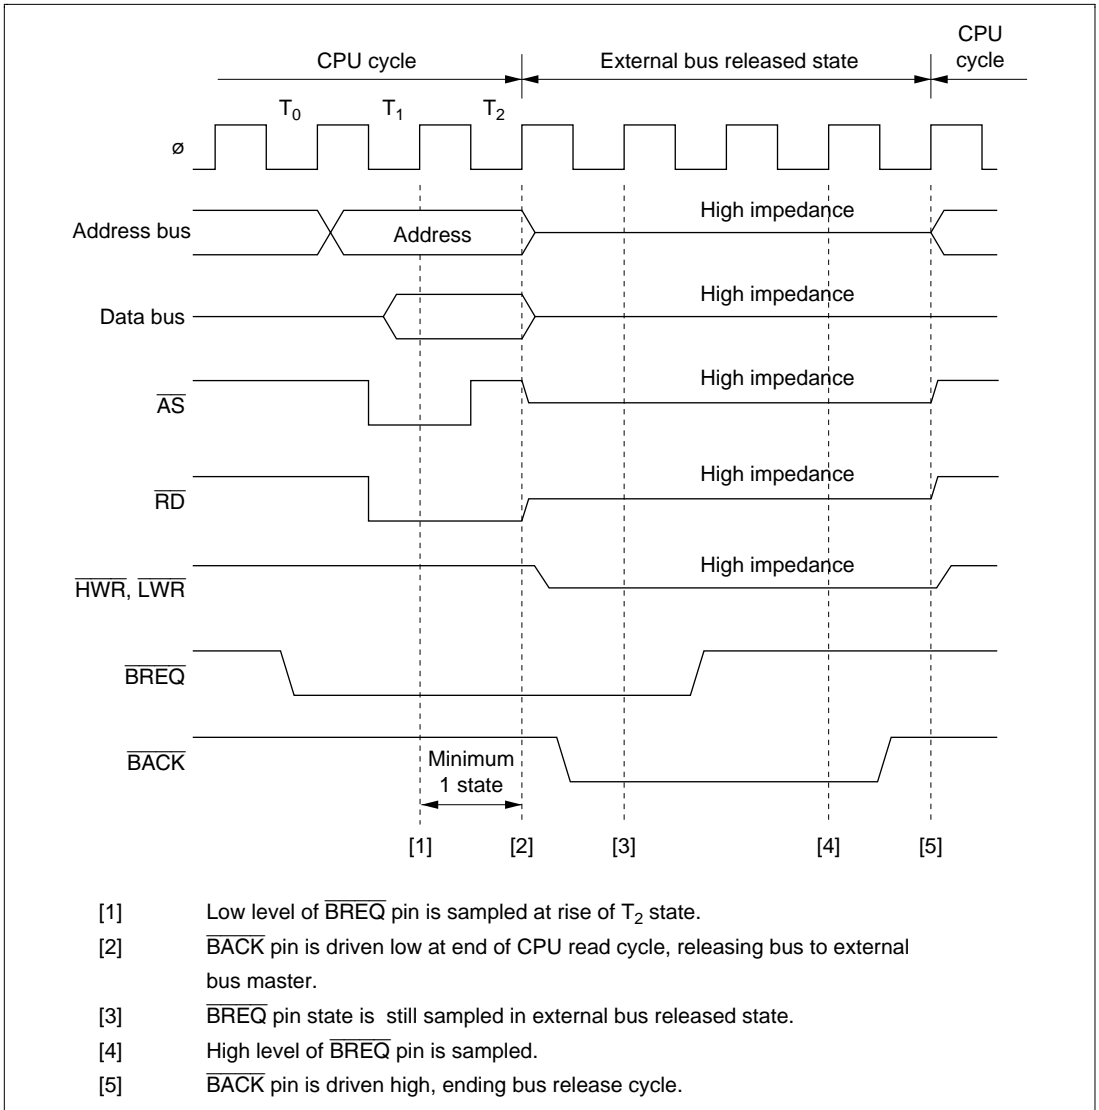 CPU cycle
External bus released state
CPU
cycle
T0
T1
T2
ø
Address bus
Address
High impedance
Data bus
High impedance
AS
High impedance
RD
High impedance
HWR, LWR
High impedance
BREQ
BACK
Minimum
1 state
[1]
[2]
[3]
[4]
[5]
[1] Low level of BREQ pin is sampled at rise of T2 state.
[2] BACK pin is driven low at end of CPU read cycle, releasing bus to external
bus master.
[3] BREQ pin state is still sampled in external bus released state.
[4] High level of BREQ pin is sampled.
[5] BACK pin is driven high, ending bus release cycle.